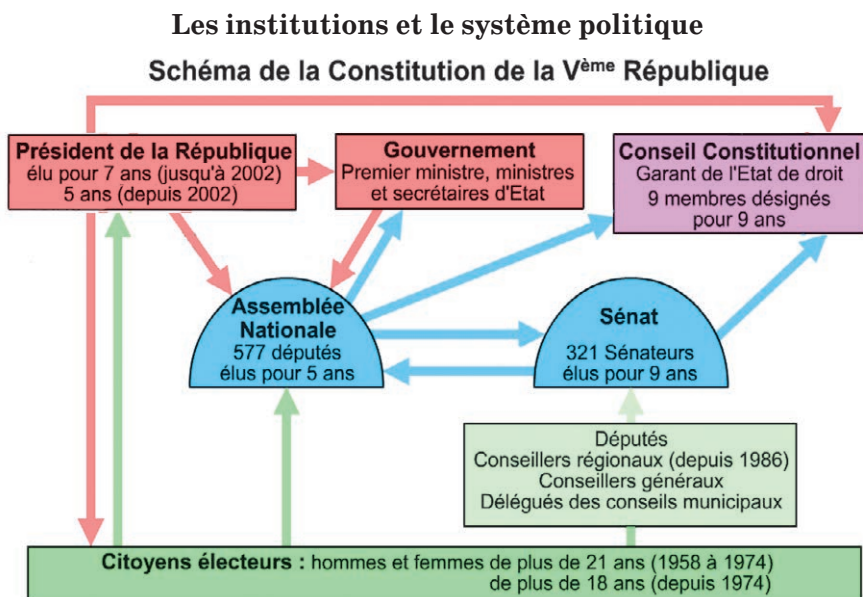 Les institutions et le système politique
Schéma de la Constitution de la Vème République
Président de la République
élu pour 7 ans (jusqu'à 2002)
5 ans (depuis 2002)
Gouvernement
Premier ministre, ministres
et secrétaires d'Etat
Conseil Constitutionnel
Garant de l'Etat de droit
9 membres désignés
pour 9 ans
Assemblée
Nationale
577 députés
élus pour 5 ans
Sénat
321 Sénateurs
élus pour 9 ans
Députés
Conseillers régionaux (depuis 1986)
Conseillers généraux
Délégués des conseils municipaux
Citoyens électeurs : hommes et femmes de plus de 21 ans (1958 à 1974)
de plus de 18 ans (depuis 1974)